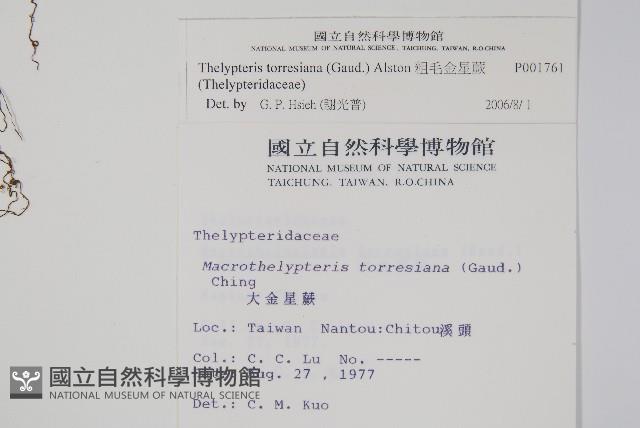 國立自然科學博物館
NATIONAL MUSEUM OF NATURAL SCIENCE, TAICHUNG, TAIWAN, R.O.CHINA
Thelypteris torresiana (Gaud.) Alston 粗毛金星蕨 P001761
(Thelypteridaceae)
Det. by G. P. Hsieh (謝光普) 2006/8/1
國立自然科學博物館
NATIONAL MUSEUM OF NATURAL SCIENCE
TAICHUNG, TAIWAN, R.O.CHINA
Thelypteridaceae
Macrothelypteris torresiana (Gaud.)
Ching
大金星蕨
Loc.: Taiwan Nantou:Chitou溪頭
Col.: C. C. Lu No. -----
Aug. 27 , 1977
Det.: C. M. Kuo
國立自然科學博物館
NATIONAL MUSEUM OF NATURAL SCIENCE